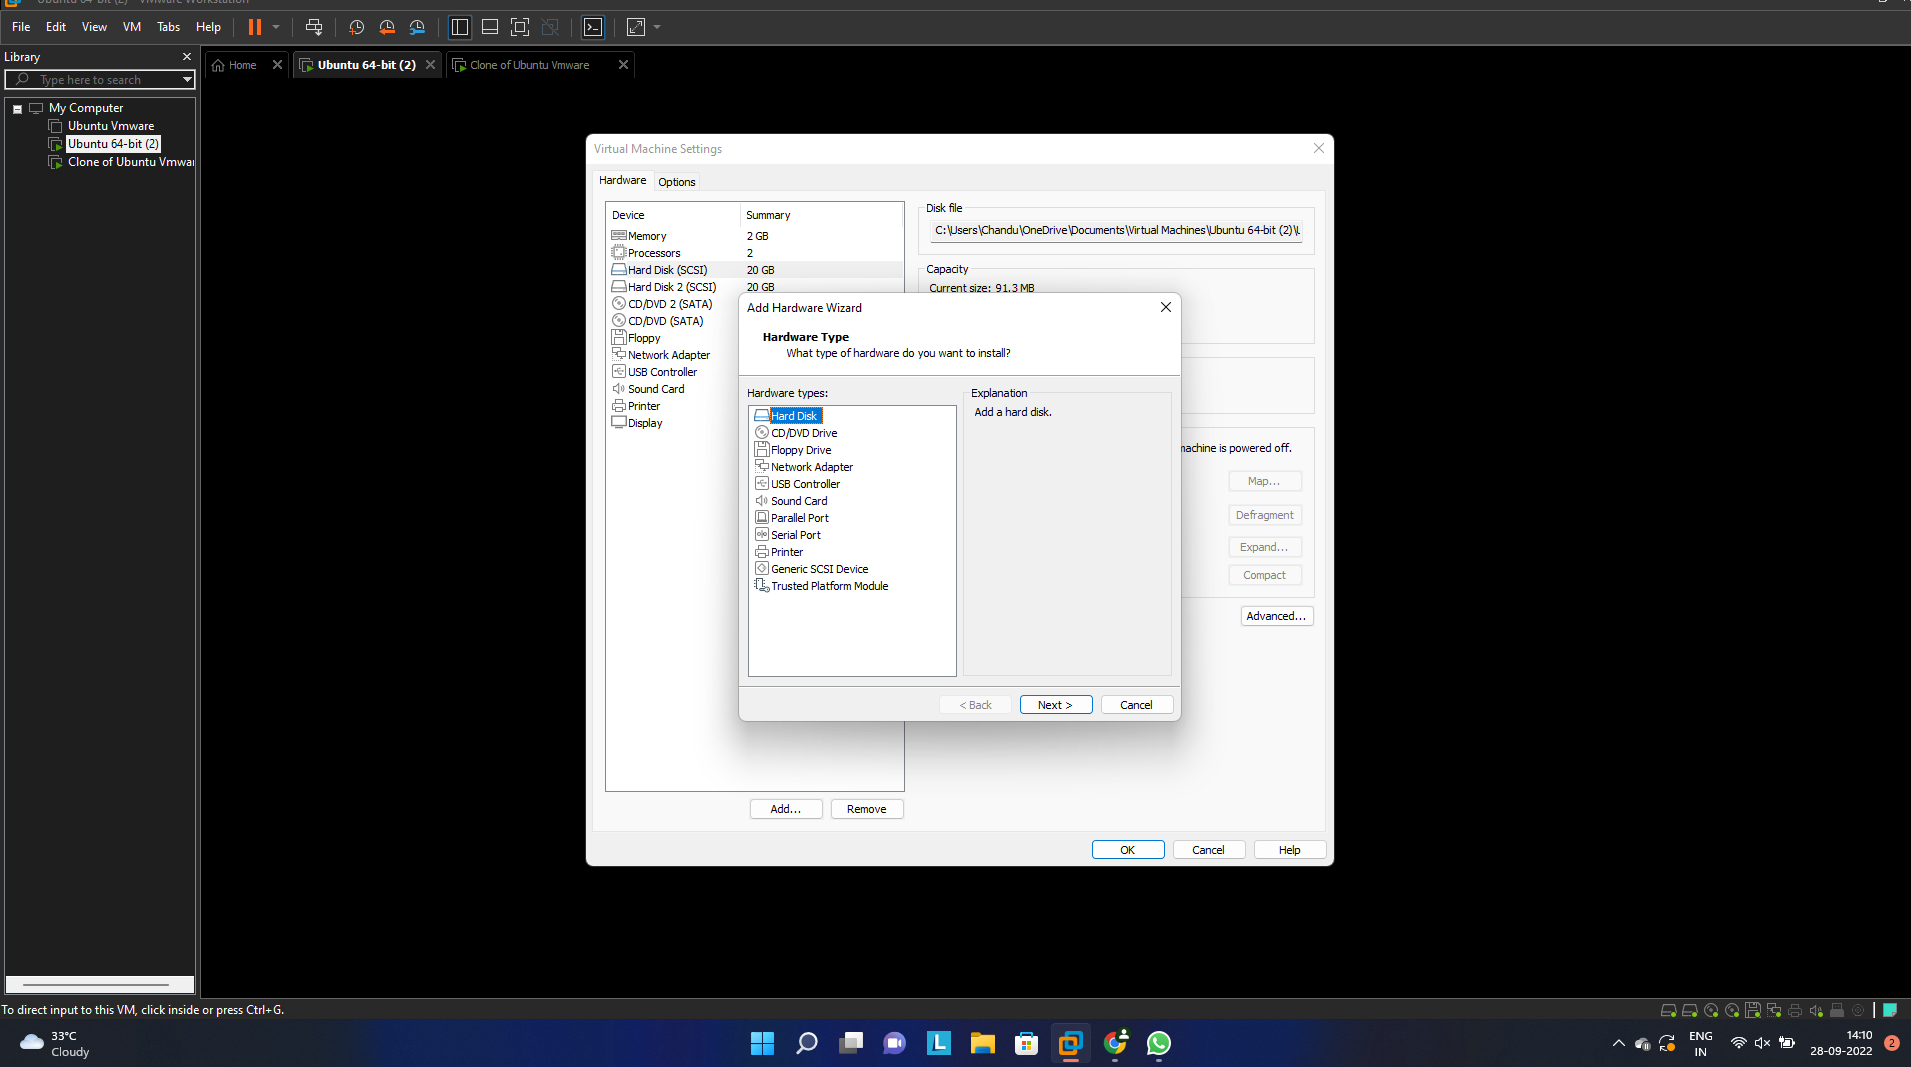 Ubuntu 64-bit (2) - VMware Workstation
File Edit View VM Tabs Help
Library
Type here to search
Home
Ubuntu 64-bit (2)
Clone of Ubuntu Vmware
My Computer
Ubuntu Vmware
Ubuntu 64-bit (2)
Clone of Ubuntu Vmwar
Virtual Machine Settings
Hardware Options
Device Summary
Memory 2 GB
Processors 2
Hard Disk (SCSI) 20 GB
Hard Disk 2 (SCSI) 20 GB
CD/DVD 2 (SATA)
CD/DVD (SATA)
Floppy
Network Adapter
USB Controller
Sound Card
Printer
Display
Disk file
C:\Users\Chandu\OneDrive\Documents\Virtual Machines\Ubuntu 64-bit (2)\U
Capacity
Current size: 91.3 MB
Add Hardware Wizard
Hardware Type
What type of hardware do you want to install?
Hardware types:
Hard Disk
CD/DVD Drive
Floppy Drive
Network Adapter
USB Controller
Sound Card
Parallel Port
Serial Port
Printer
Generic SCSI Device
Trusted Platform Module
Explanation
Add a hard disk.
< Back Next > Cancel
machine is powered off.
Map...
Defragment
Expand...
Compact
Advanced...
Add... Remove
OK Cancel Help
To direct input to this VM, click inside or press Ctrl+G.
33°C
Cloudy
L
ENG
IN
14:10
28-09-2022
2